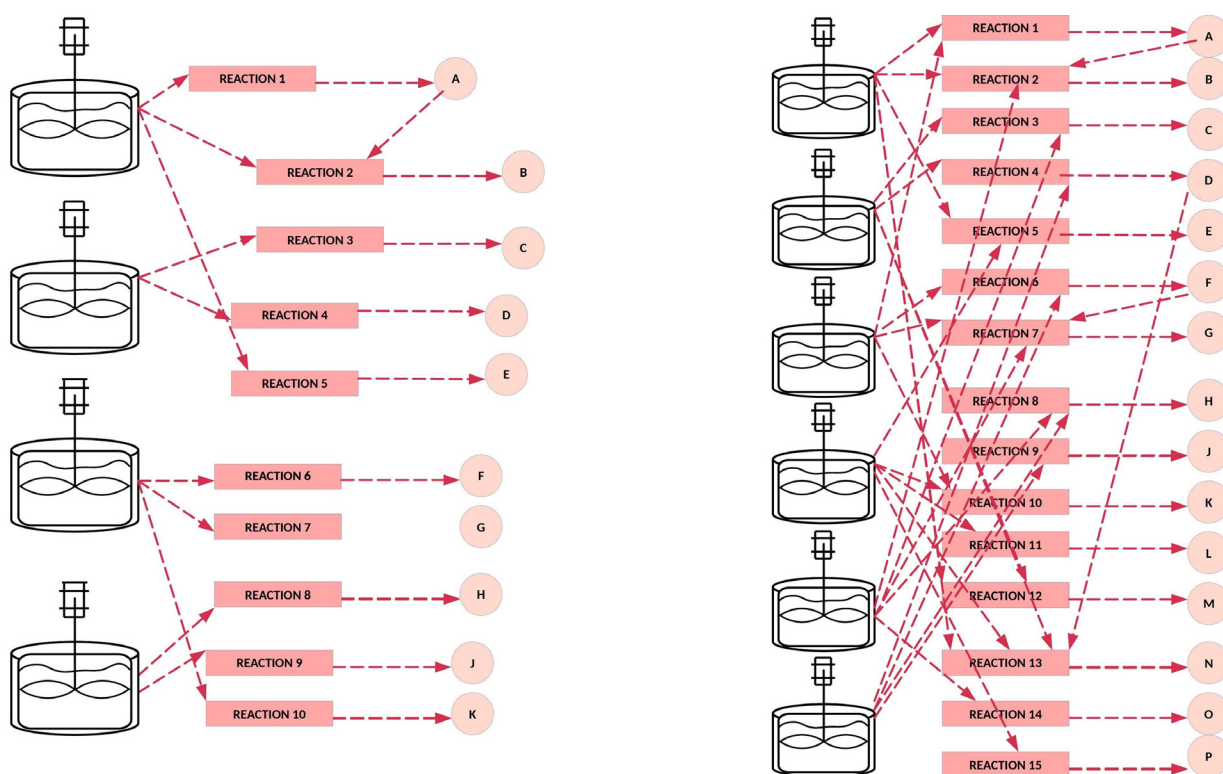 REACTION 1
A
REACTION 2
B
REACTION 3
C
REACTION 4
D
REACTION 5
E
REACTION 6
F
REACTION 7
G
REACTION 8
H
REACTION 9
J
REACTION 10
K
REACTION 1
A
REACTION 2
B
REACTION 3
C
REACTION 4
D
REACTION 5
E
REACTION 6
F
REACTION 7
G
REACTION 8
H
REACTION 9
J
REACTION 10
K
REACTION 11
L
REACTION 12
M
REACTION 13
N
REACTION 14
O
REACTION 15
P